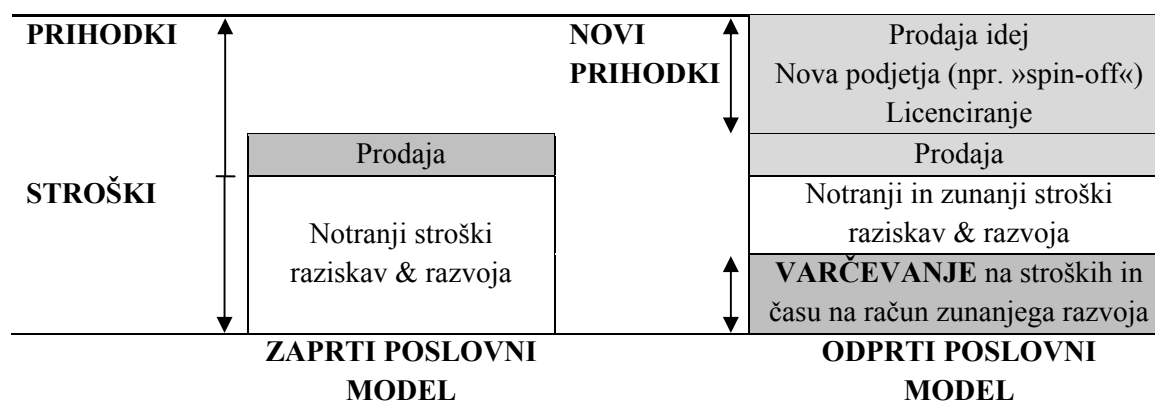 PRIHODKI
STROŠKI
Prodaja
Notranji stroški
raziskav & razvoja
ZAPRTI POSLOVNI
MODEL
NOVI
PRIHODKI
Prodaja idej
Nova podjetja (npr. »spin-off«)
Licenciranje
Prodaja
Notranji in zunanji stroški
raziskav & razvoja
VARČEVANJE na stroških in
času na račun zunanjega razvoja
ODPRTI POSLOVNI
MODEL